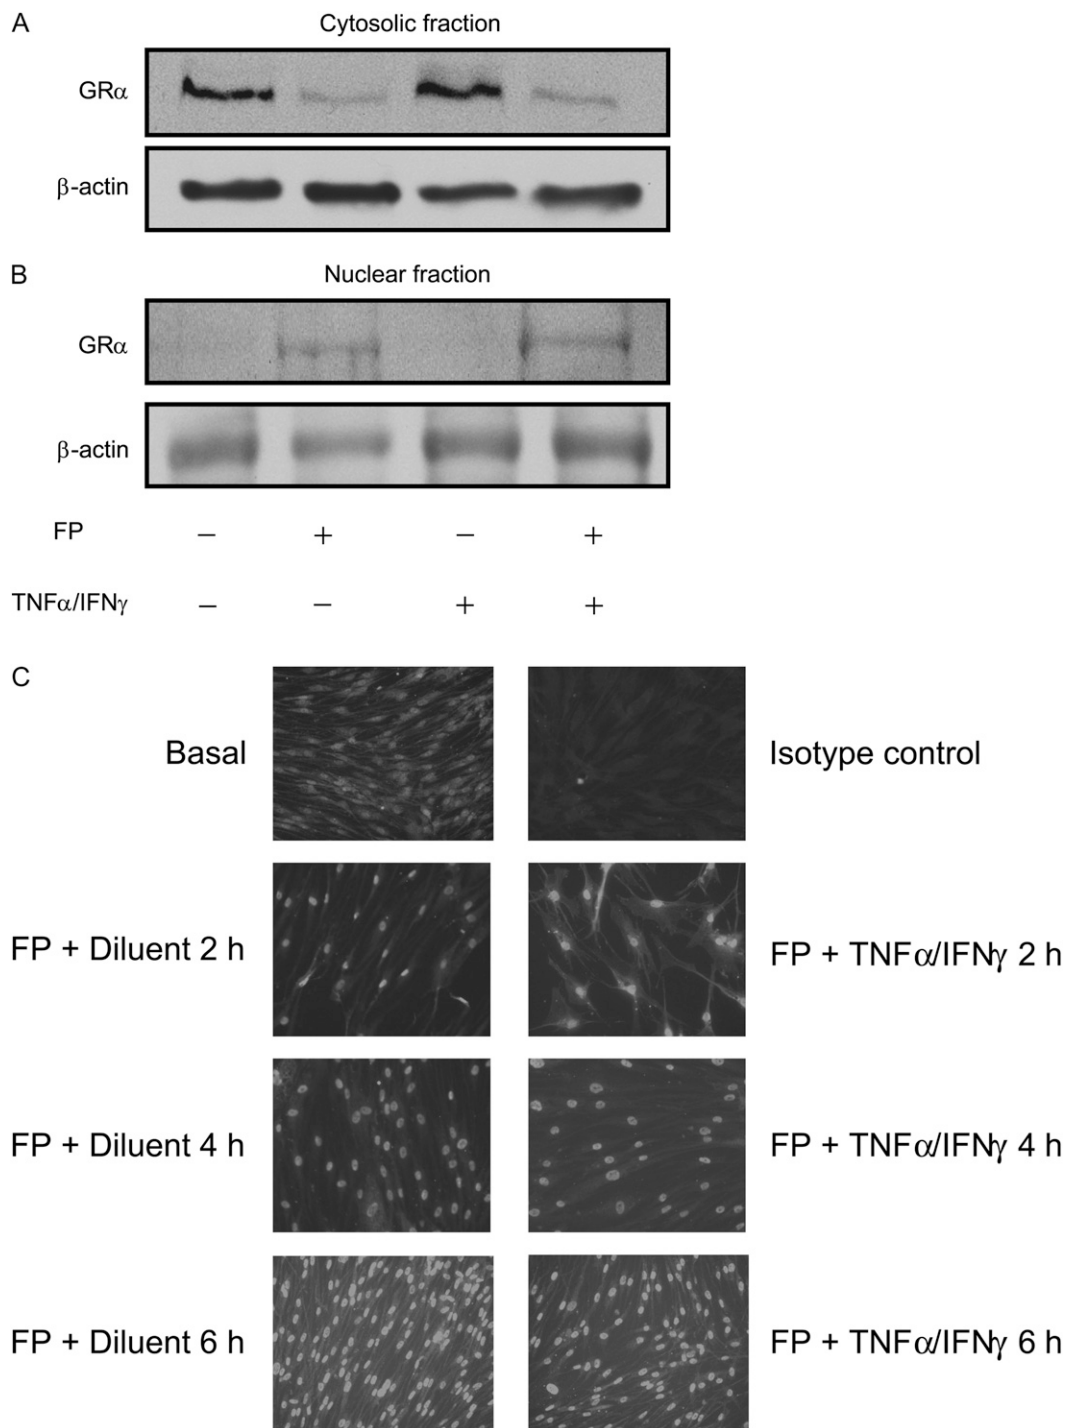 A
Cytosolic fraction
GRα
β-actin
B
Nuclear fraction
GRα
β-actin
FP − + − +
TNFα/IFNγ − − + +
C
Basal
Isotype control
FP + Diluent 2 h
FP + TNFα/IFNγ 2 h
FP + Diluent 4 h
FP + TNFα/IFNγ 4 h
FP + Diluent 6 h
FP + TNFα/IFNγ 6 h